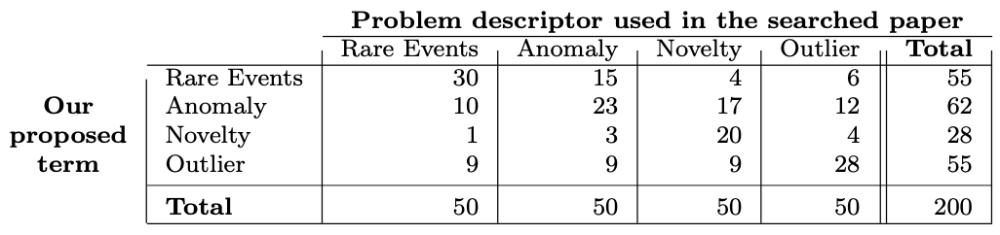 Problem descriptor used in the searched paper
Rare Events Anomaly Novelty Outlier Total
Rare Events 30 15 4 6 55
Our Anomaly 10 23 17 12 62
proposed Novelty 1 3 20 4 28
term Outlier 9 9 9 28 55
Total 50 50 50 50 200